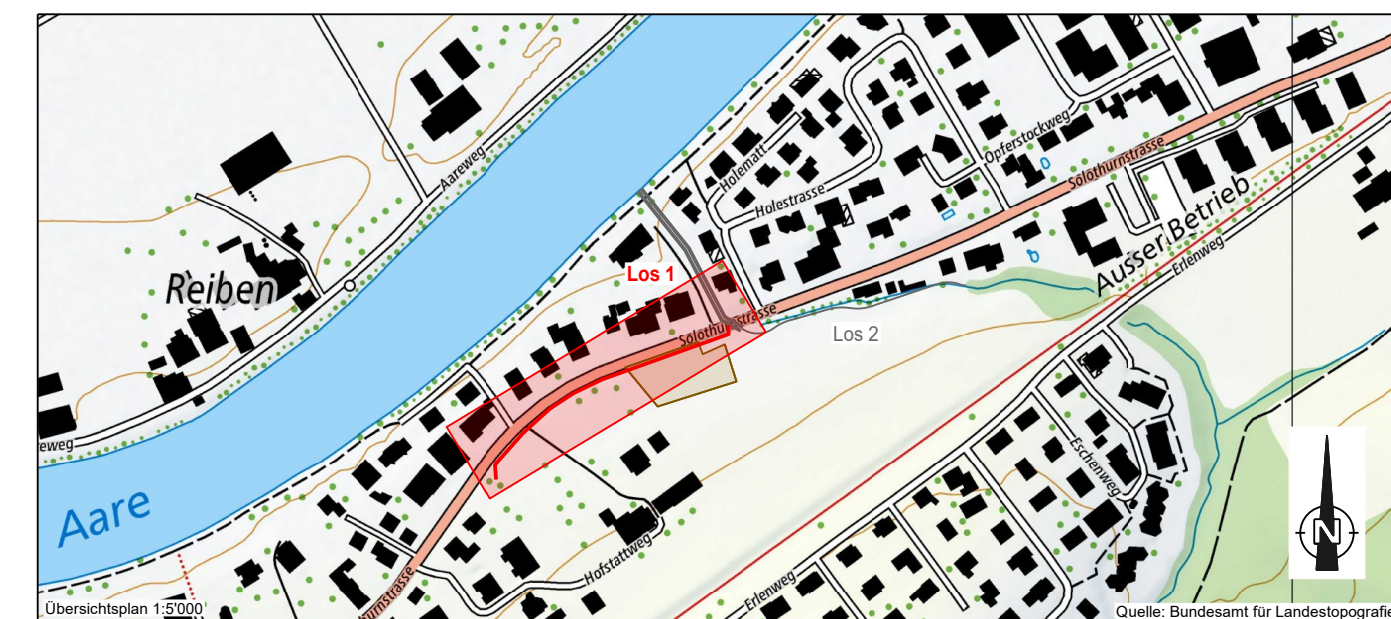 Aareweg
Holematt
Opferstockweg
Solothurnstrasse
Holestrasse
Ausser Betrieb
Erlenweg
Reiben
Los 1
Solothurnstrasse
Los 2
eweg
Aare
Eschenweg
N
Hofstattweg
Erlenweg
hurnstrasse
Übersichtsplan 1:5'000
Quelle: Bundesamt für Landestopografie